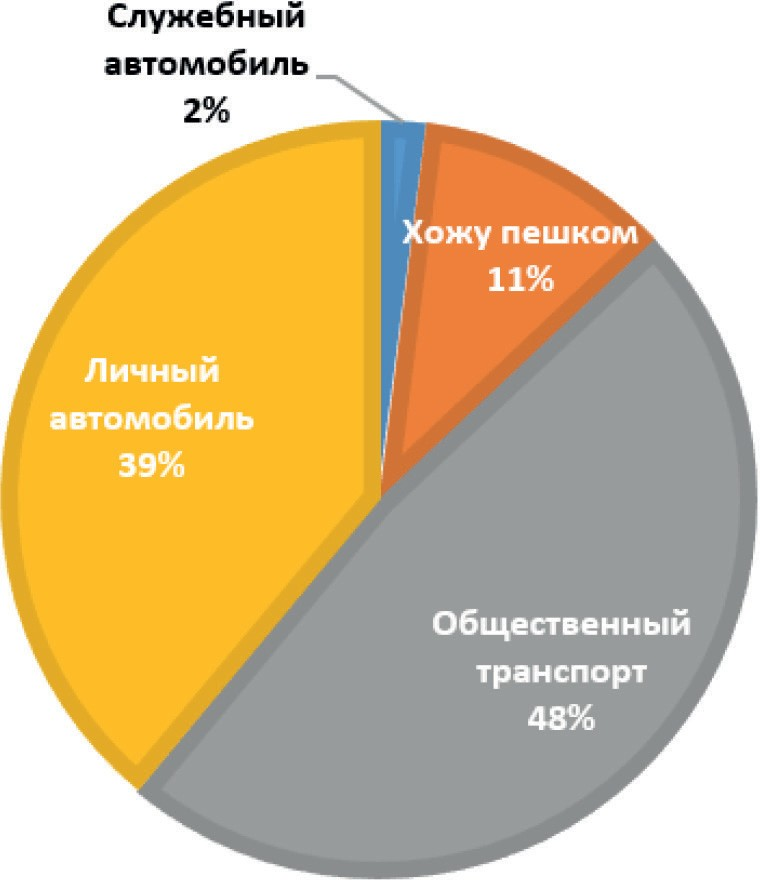 Служебный
автомобиль
2%
Хожу пешком
11%
Личный
автомобиль
39%
Общественный
транспорт
48%